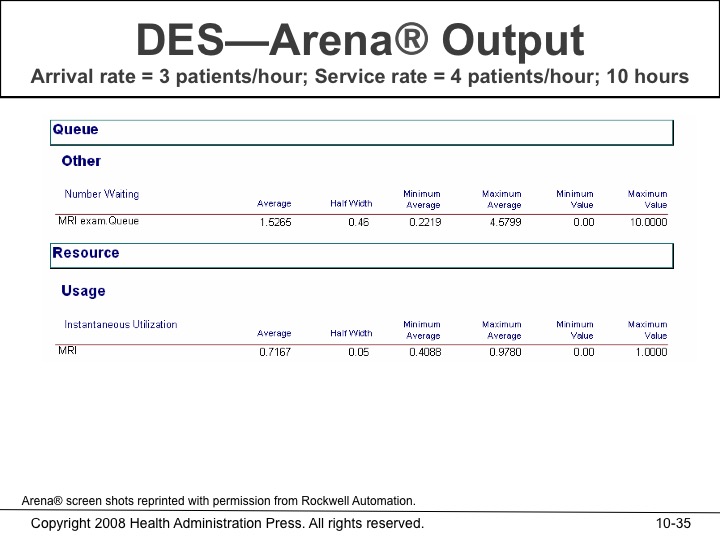 DES—Arena® Output
Arrival rate = 3 patients/hour; Service rate = 4 patients/hour; 10 hours
Queue
Other
Number Waiting Average Half Width Minimum Average Maximum Average Minimum Value Maximum Value
MRI exam.Queue 1.5265 0.46 0.2219 4.5799 0.00 10.0000
Resource
Usage
Instantaneous Utilization Average Half Width Minimum Average Maximum Average Minimum Value Maximum Value
MRI 0.7167 0.05 0.4088 0.9780 0.00 1.0000
Arena® screen shots reprinted with permission from Rockwell Automation.
Copyright 2008 Health Administration Press. All rights reserved. 10-35